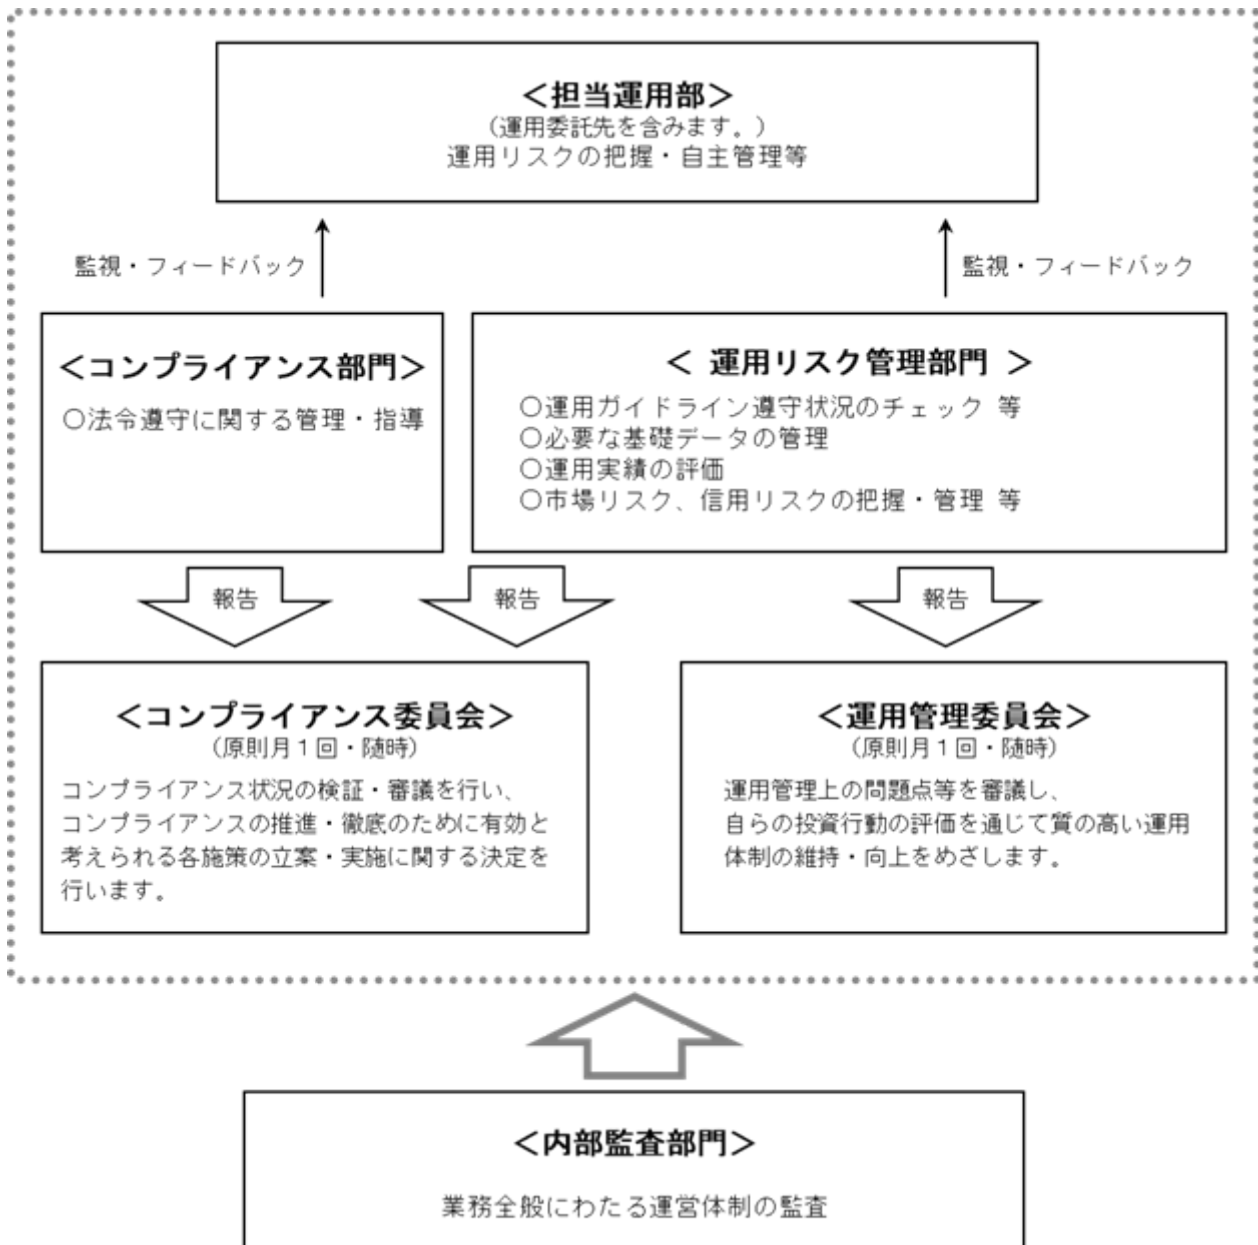 ＜担当運用部＞
（運用委託先を含みます。）
運用リスクの把握・自主管理等
監視・フィードバック
監視・フィードバック
＜コンプライアンス部門＞
○法令遵守に関する管理・指導
＜ 運用リスク管理部門 ＞
○運用ガイドライン遵守状況のチェック 等
○必要な基礎データの管理
○運用実績の評価
○市場リスク、信用リスクの把握・管理 等
報告
報告
報告
＜コンプライアンス委員会＞
（原則月１回・随時）
コンプライアンス状況の検証・審議を行い、
コンプライアンスの推進・徹底のために有効と
考えられる各施策の立案・実施に関する決定を
行います。
＜運用管理委員会＞
（原則月１回・随時）
運用管理上の問題点等を審議し、
自らの投資行動の評価を通じて質の高い運用
体制の維持・向上をめざします。
＜内部監査部門＞
業務全般にわたる運営体制の監査